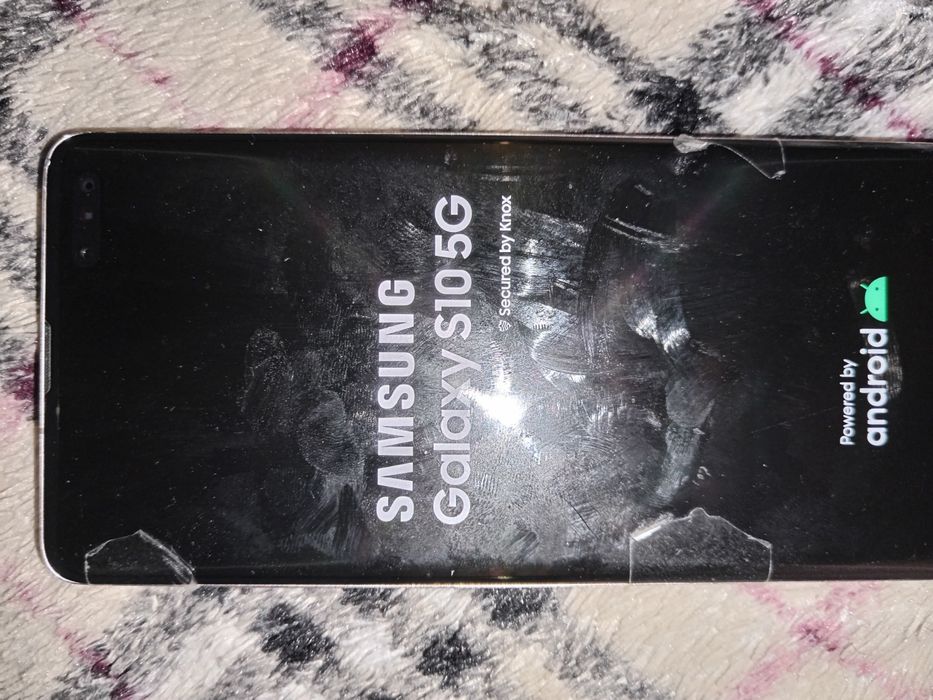 SAMSUNG
Galaxy S10 5G
Secured by Knox
Powered by
android